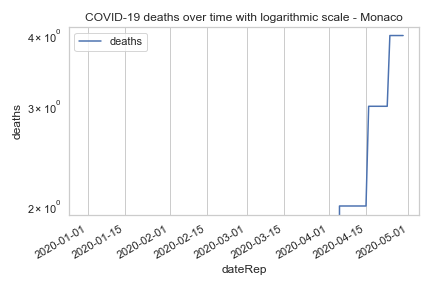 COVID-19 deaths over time with logarithmic scale - Monaco
deaths
4 × 10⁰
3 × 10⁰
2 × 10⁰
deaths
2020-01-01
2020-01-15
2020-02-01
2020-02-15
2020-03-01
2020-03-15
2020-04-01
2020-04-15
2020-05-01
dateRep